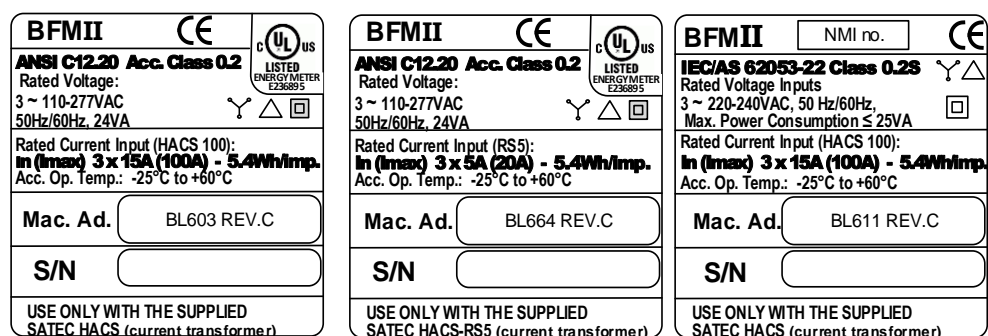 BFMII CE
ANSI C12.20 Acc. Class 0.2
Rated Voltage:
3 ~ 110-277VAC
50Hz/60Hz, 24VA
c UL us
LISTED
ENERGY METER
E236895
Rated Current Input (HACS 100):
In (Imax) 3 x 15A (100A) - 5.4Wh/imp.
Acc. Op. Temp.: -25°C to +60°C
Mac. Ad. BL603 REV.C
S/N
USE ONLY WITH THE SUPPLIED
SATEC HACS (current transformer)
BFMII CE
ANSI C12.20 Acc. Class 0.2
Rated Voltage:
3 ~ 110-277VAC
50Hz/60Hz, 24VA
c UL us
LISTED
ENERGY METER
E236895
Rated Current Input (RS5):
In (Imax) 3 x 5A (20A) - 5.4Wh/imp.
Acc. Op. Temp.: -25°C to +60°C
Mac. Ad. BL664 REV.C
S/N
USE ONLY WITH THE SUPPLIED
SATEC HACS-RS5 (current transformer)
BFMII NMI no. CE
IEC/AS 62053-22 Class 0.2S
Rated Voltage Inputs
3 ~ 220-240VAC, 50 Hz/60Hz,
Max. Power Consumption ≤ 25VA
Rated Current Input (HACS 100):
In (Imax) 3 x 15A (100A) - 5.4Wh/imp.
Acc. Op. Temp.: -25°C to +60°C
Mac. Ad. BL611 REV.C
S/N
USE ONLY WITH THE SUPPLIED
SATEC HACS (current transformer)